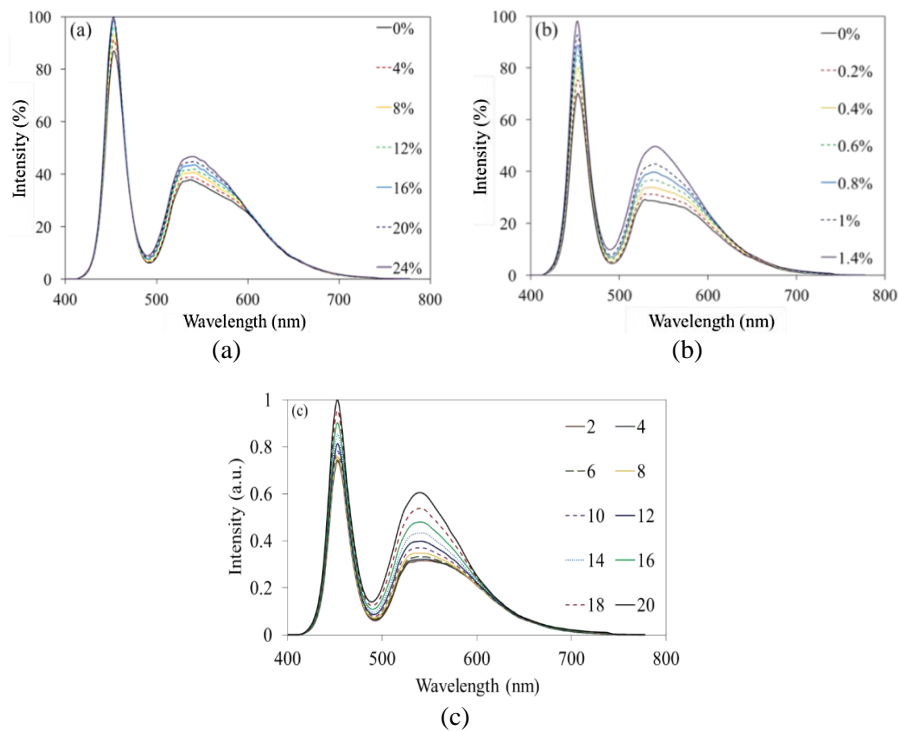 (a)
100
80
60
40
20
0
400 500 600 700 800
Intensity (%)
Wavelength (nm)
0%
4%
8%
12%
16%
20%
24%
(a)
(b)
100
80
60
40
20
0
400 500 600 700 800
Intensity (%)
Wavelength (nm)
0%
0.2%
0.4%
0.6%
0.8%
1%
1.4%
(b)
(c)
1
0.8
0.6
0.4
0.2
0
400 500 600 700 800
Intensity (a.u.)
Wavelength (nm)
2 4
6 8
10 12
14 16
18 20
(c)